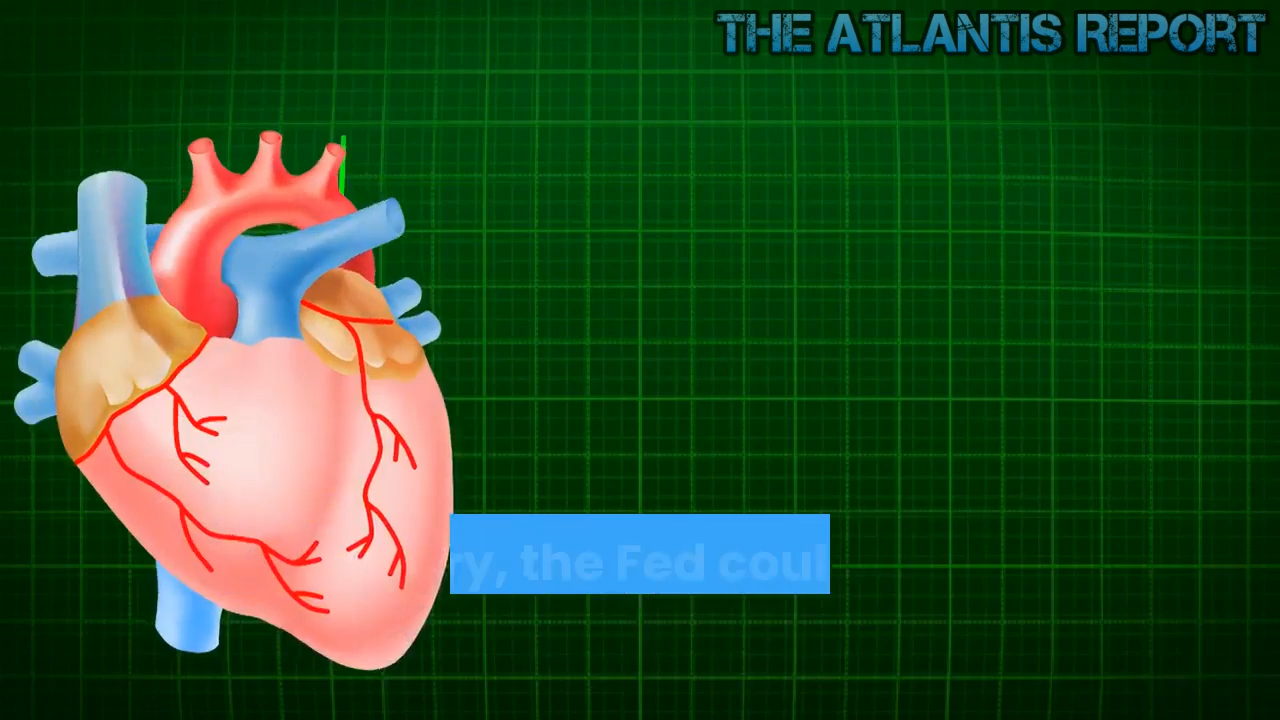 THE ATLANTIS REPORT
ry, the Fed coul